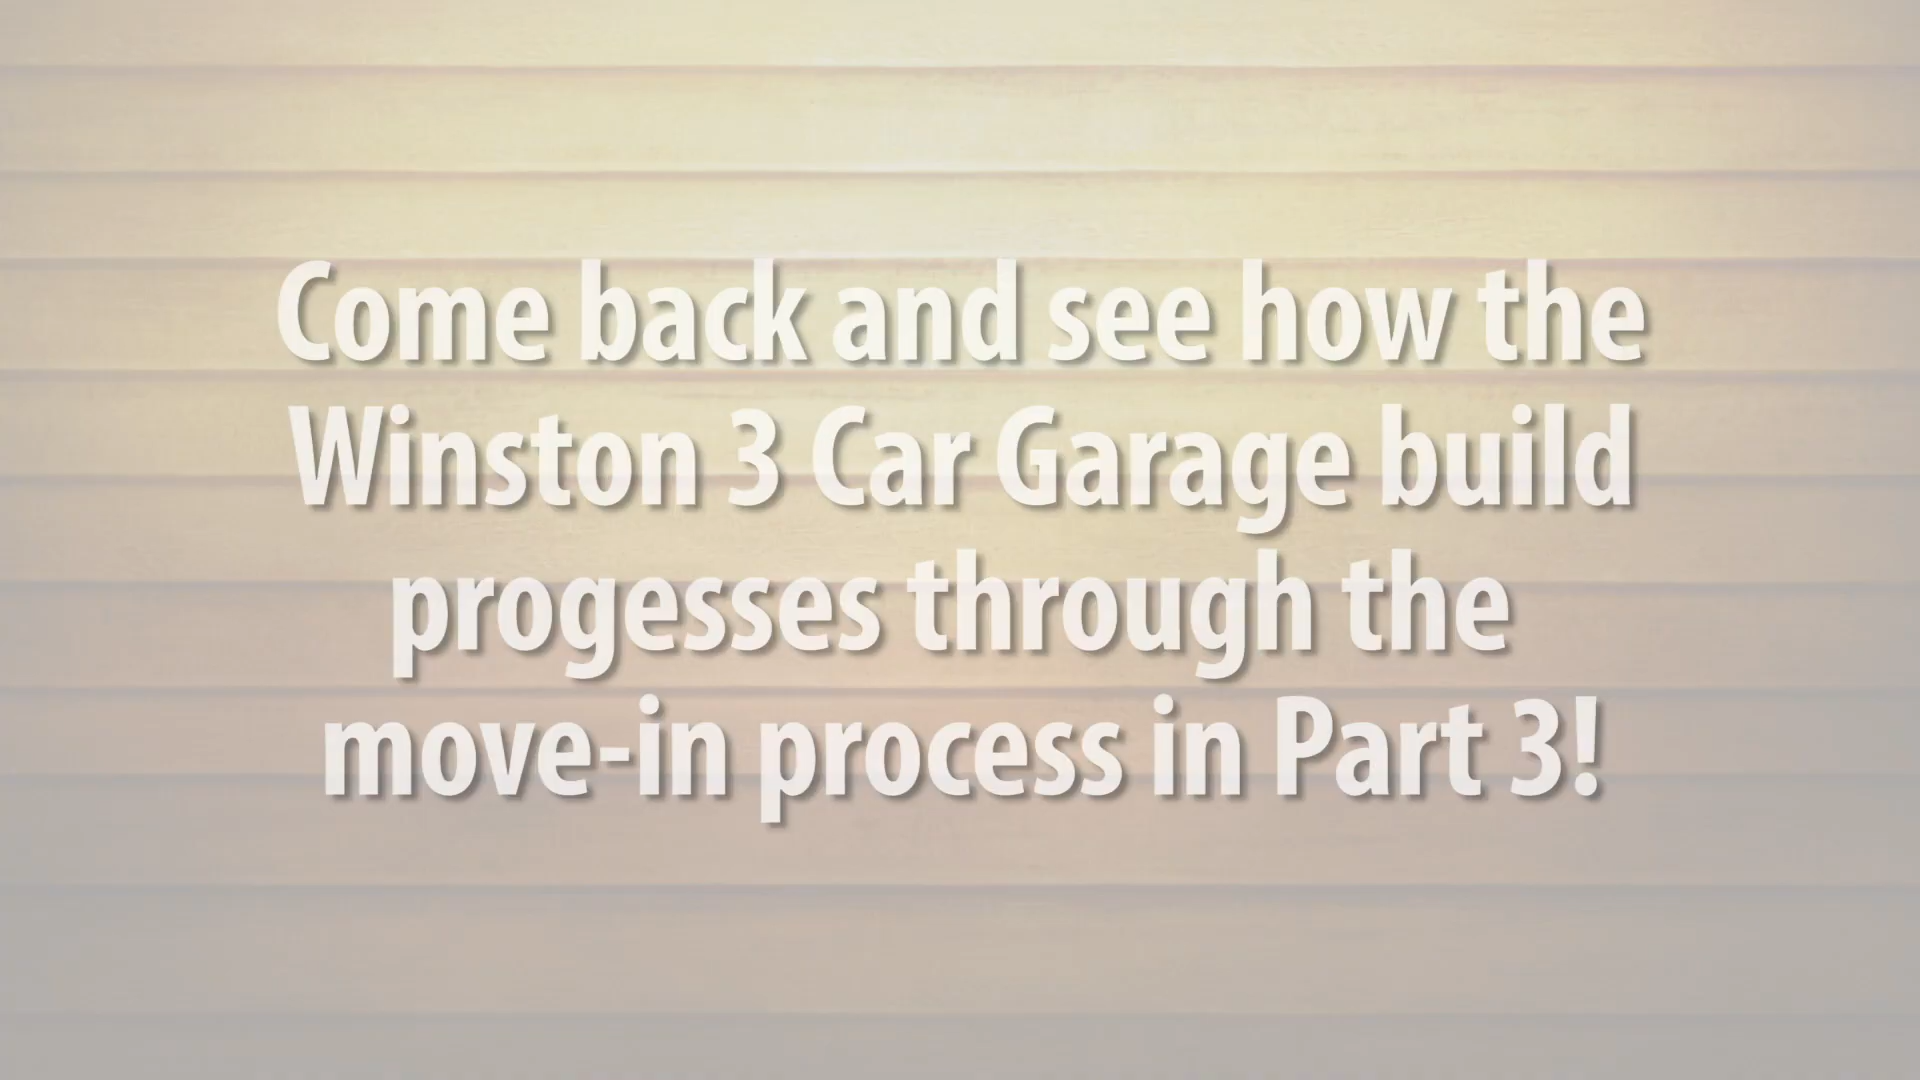 Come back and see how the
Winston 3 Car Garage build
progesses through the
move-in process in Part 3!